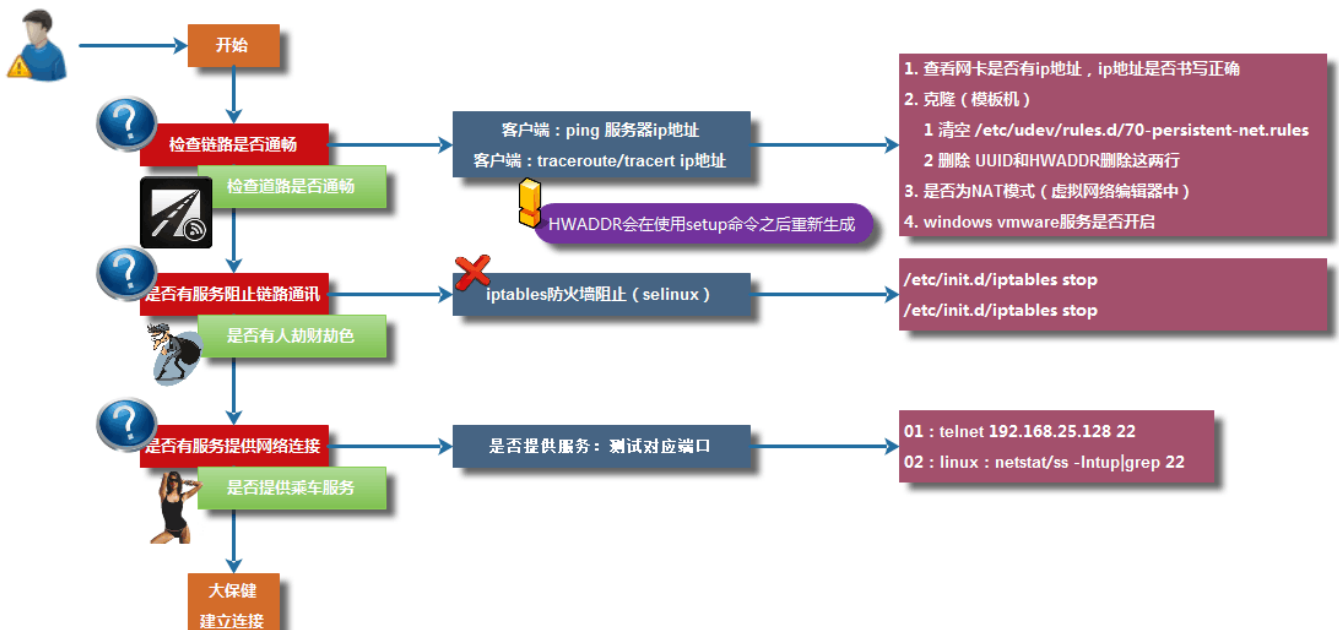 开始
检查链路是否通畅
检查道路是否通畅
客户端：ping 服务器ip地址
客户端：traceroute/tracert ip地址
HWADDR会在使用setup命令之后重新生成
1. 查看网卡是否有ip地址，ip地址是否书写正确
2. 克隆（模板机）
1 清空 /etc/udev/rules.d/70-persistent-net.rules
2 删除 UUID和HWADDR删除这两行
3. 是否为NAT模式（虚拟网络编辑器中）
4. windows vmware服务是否开启
是否有服务阻止链路通讯
是否有人劫财劫色
iptables防火墙阻止（selinux）
/etc/init.d/iptables stop
/etc/init.d/iptables stop
是否有服务提供网络连接
是否提供乘车服务
是否提供服务：测试对应端口
01：telnet 192.168.25.128 22
02：linux：netstat/ss -lntup|grep 22
大保健
建立连接